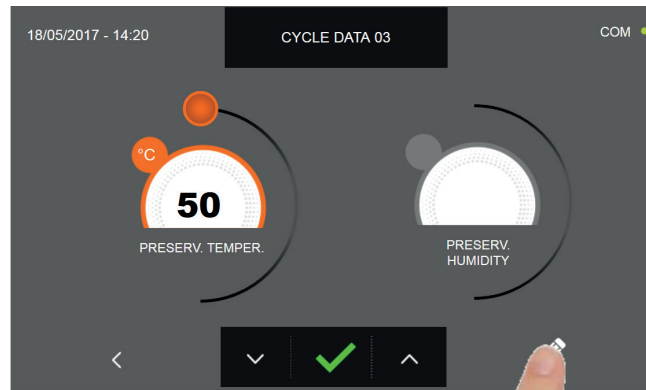 18/05/2017 - 14:20
CYCLE DATA 03
COM
°C
50
PRESERV. TEMPER.
PRESERV.
HUMIDITY